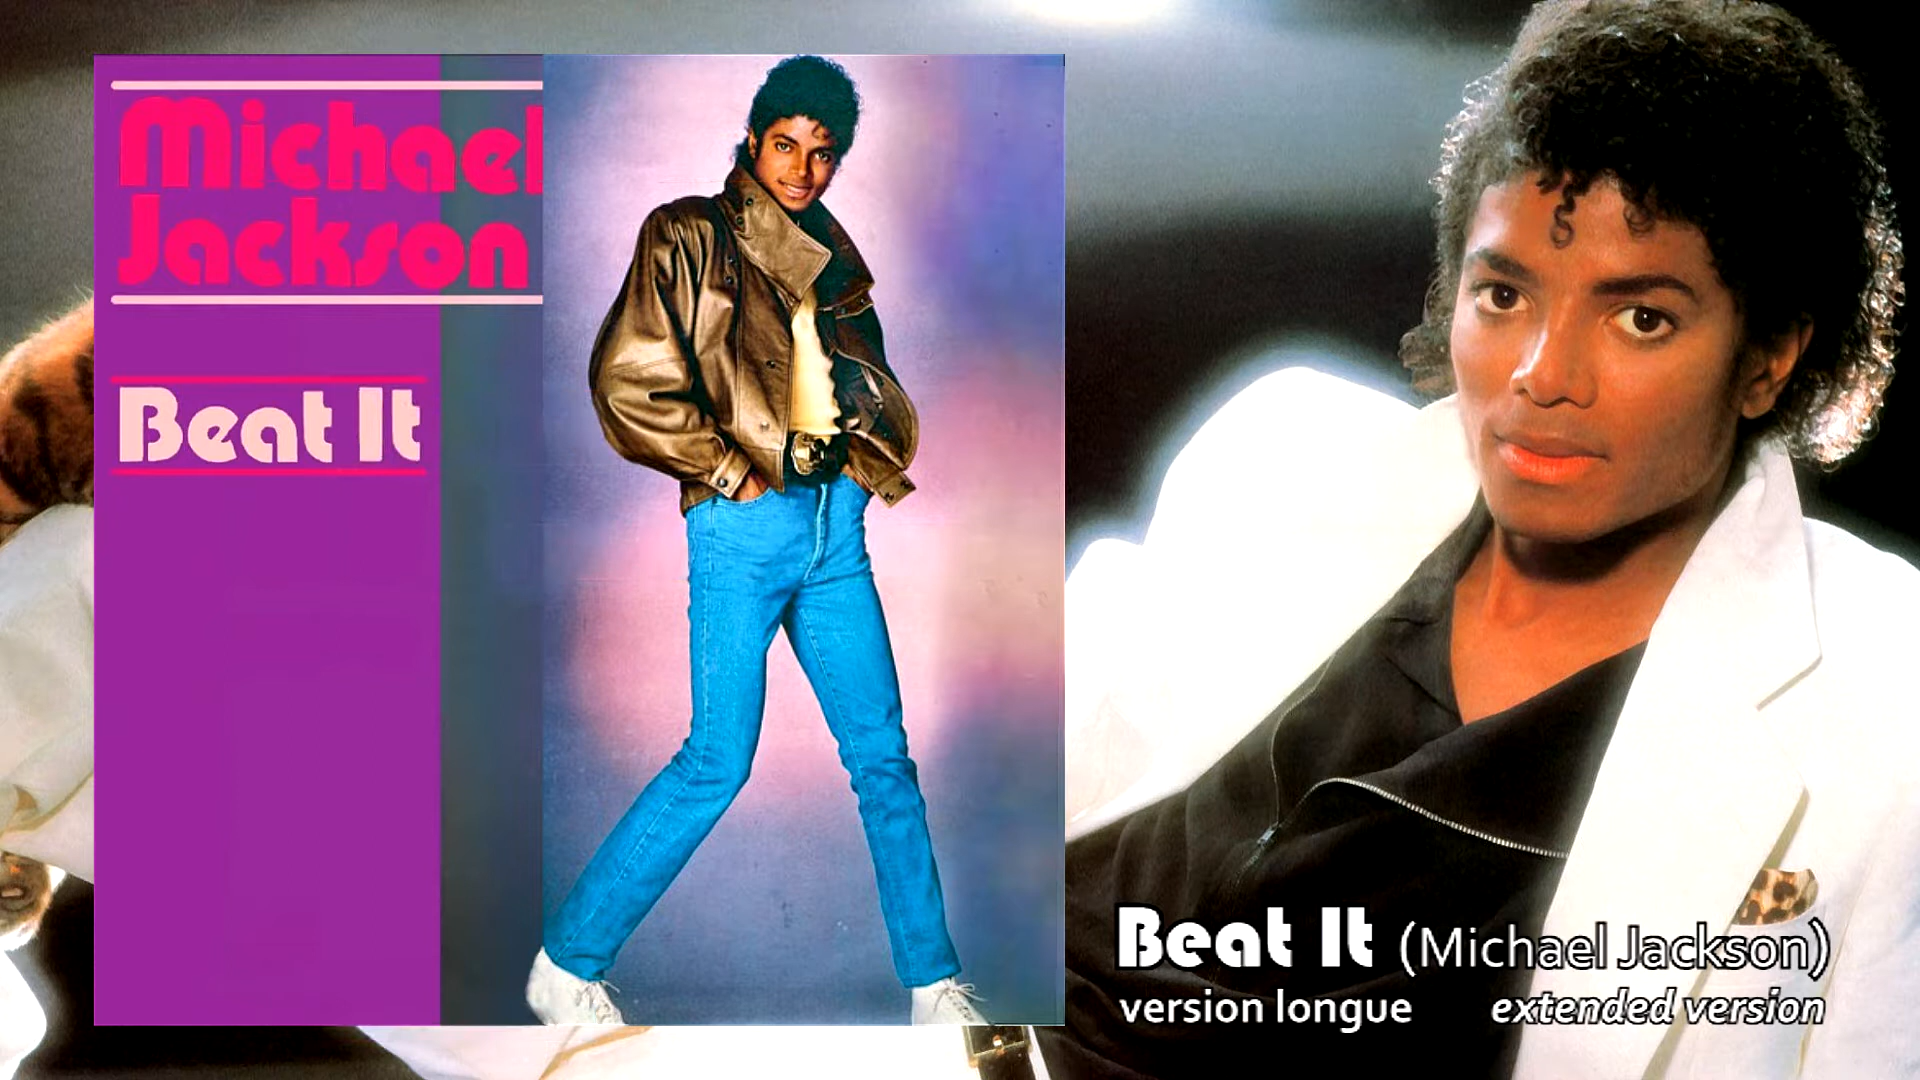 Michael
Jackson
Beat It
Beat It (Michael Jackson)
version longue extended version